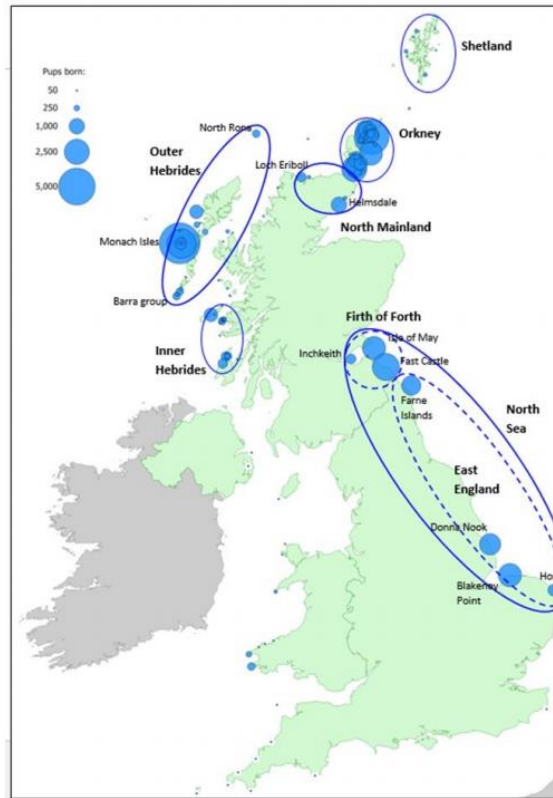 Shetland
Pups born:
50
250
1,000
2,500
5,000
North Rona
Orkney
Outer
Hebrides
Loch Eriboll
Helmsdale
North Mainland
Monach Isles
Barra group
Firth of Forth
Isle of May
Inchkeith
Fast Castle
Inner
Hebrides
Farne
Islands
North
Sea
East
England
Donna Nook
Blakeney
Point
Ho